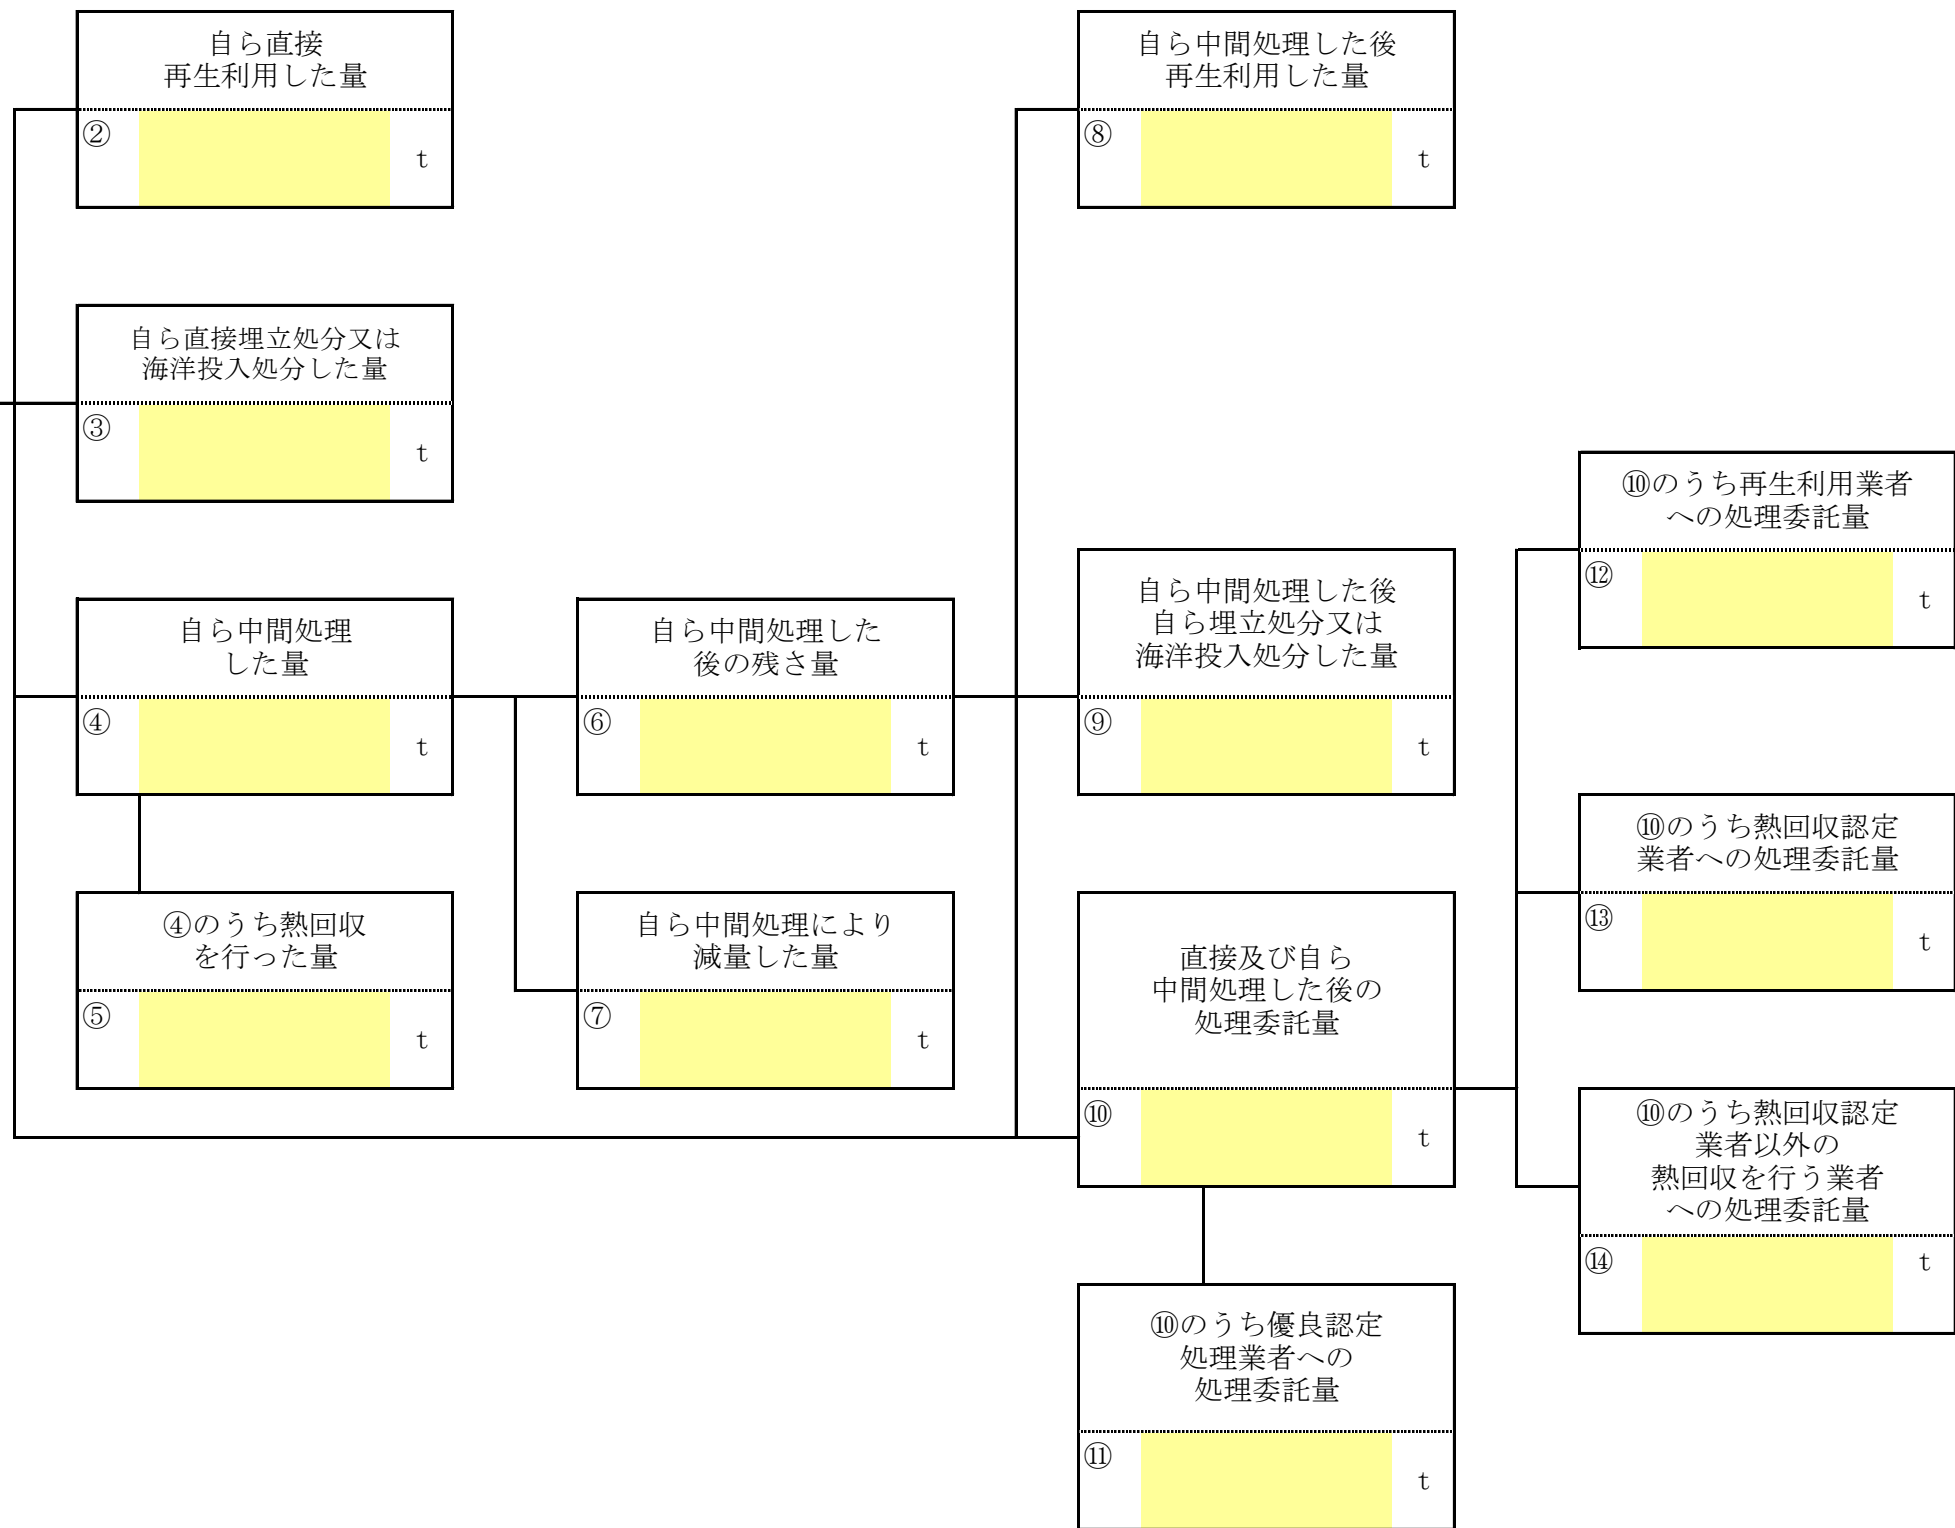 自ら直接
再生利用した量
②
t
自ら中間処理した後
再生利用した量
⑧
t
自ら直接埋立処分又は
海洋投入処分した量
③
t
⑩のうち再生利用業者
への処理委託量
⑫
t
自ら中間処理
した量
④
t
自ら中間処理した
後の残さ量
⑥
t
自ら中間処理した後
自ら埋立処分又は
海洋投入処分した量
⑨
t
⑩のうち熱回収認定
業者への処理委託量
⑬
t
④のうち熱回収
を行った量
⑤
t
自ら中間処理により
減量した量
⑦
t
直接及び自ら
中間処理した後の
処理委託量
⑩
t
⑩のうち熱回収認定
業者以外の
熱回収を行う業者
への処理委託量
⑭
t
⑩のうち優良認定
処理業者への
処理委託量
⑪
t